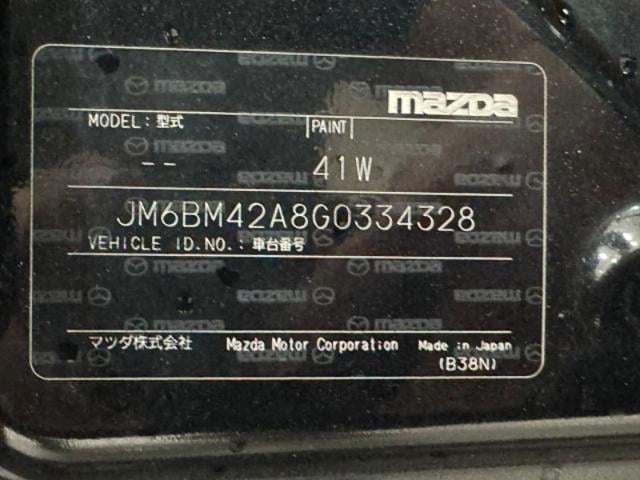 mazda
MODEL: 型式 |PAINT|
-- 41W
JM6BM42A8G0334328
VEHICLE ID.NO.: 車台番号
マツダ株式会社 Mazda Motor Corporation Made in Japan
(B38N)